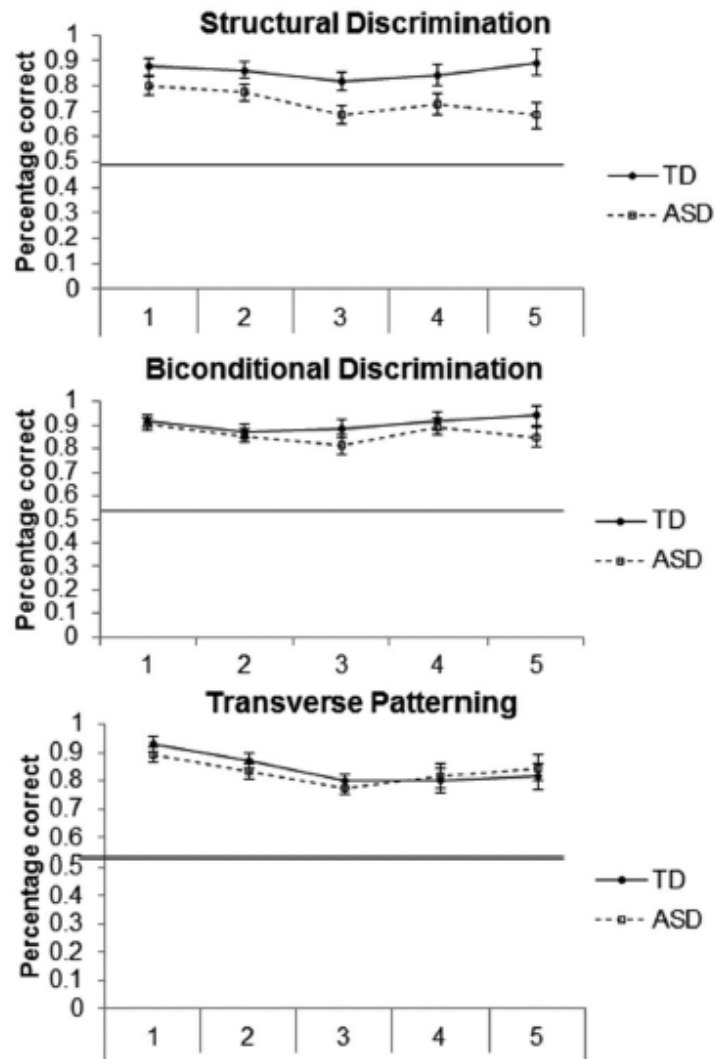 Structural Discrimination
Percentage correct
1
0.9
0.8
0.7
0.6
0.5
0.4
0.3
0.2
0.1
0
1 2 3 4 5
TD
ASD
Biconditional Discrimination
Percentage correct
1
0.9
0.8
0.7
0.6
0.5
0.4
0.3
0.2
0.1
0
1 2 3 4 5
TD
ASD
Transverse Patterning
Percentage correct
1
0.9
0.8
0.7
0.6
0.5
0.4
0.3
0.2
0.1
0
1 2 3 4 5
TD
ASD